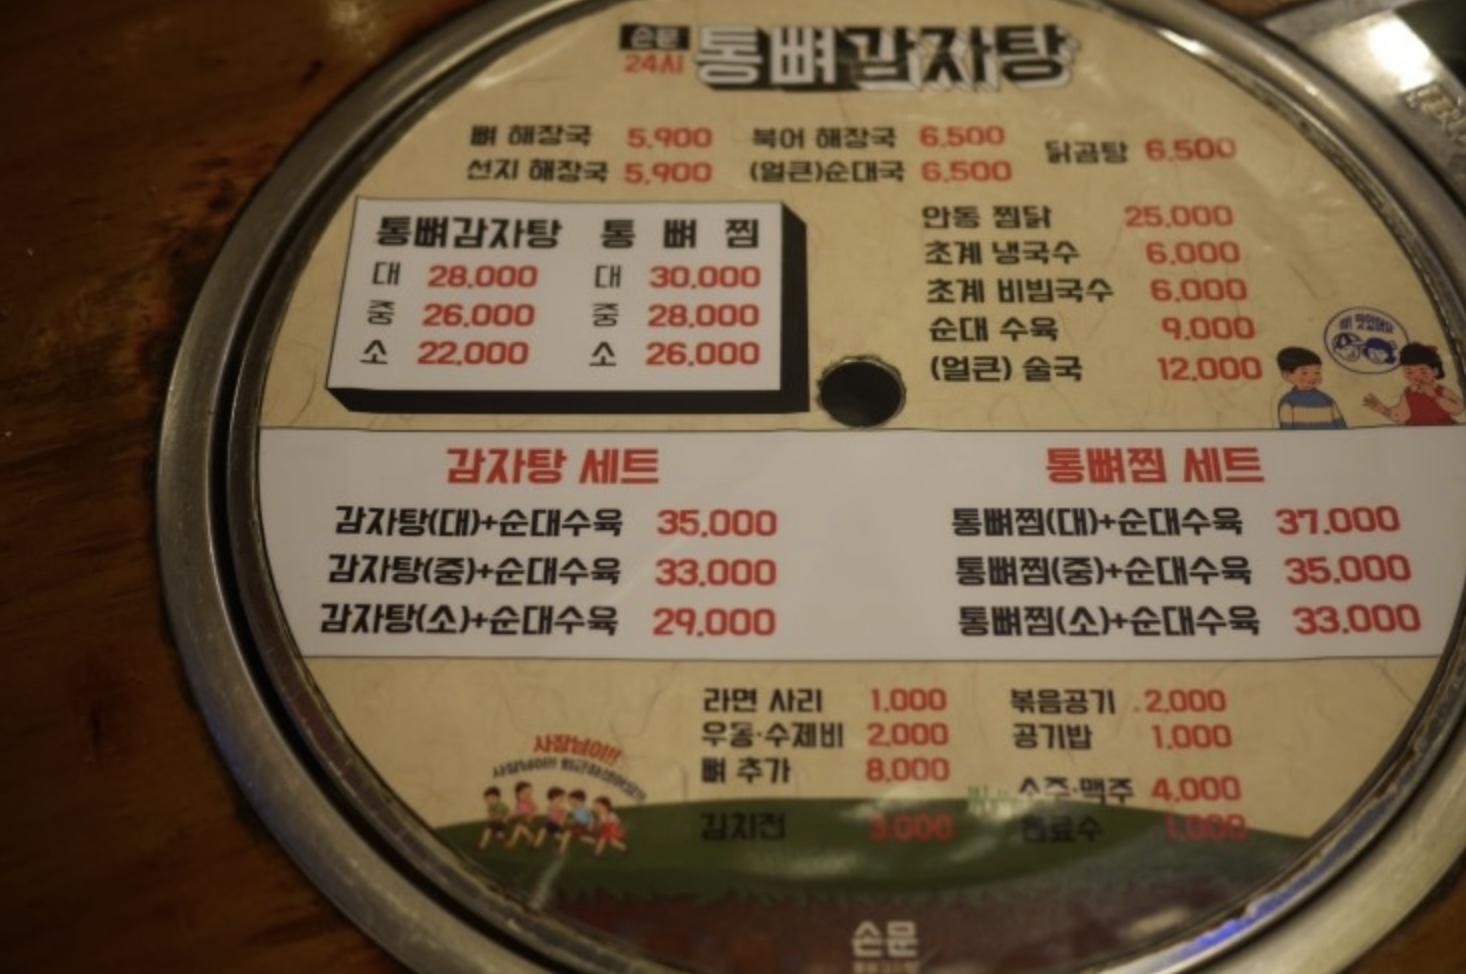 손문
24시
통뼈감자탕
뼈 해장국 5,900
선지 해장국 5,900
북어 해장국 6,500
(얼큰)순대국 6,500
닭곰탕 6,500
통뼈감자탕
대 28,000
중 26,000
소 22,000
통 뼈 찜
대 30,000
중 28,000
소 26,000
안동 찜닭 25,000
초계 냉국수 6,000
초계 비빔국수 6,000
순대 수육 9,000
(얼큰) 술국 12,000
감자탕 세트
감자탕(대)+순대수육 35,000
감자탕(중)+순대수육 33,000
감자탕(소)+순대수육 29,000
통뼈찜 세트
통뼈찜(대)+순대수육 37,000
통뼈찜(중)+순대수육 35,000
통뼈찜(소)+순대수육 33,000
라면 사리 1,000
우동·수제비 2,000
뼈 추가 8,000
김치전 3,000
볶음공기 2,000
공기밥 1,000
소주·맥주 4,000
음료수 1,000
사장님이!!
손문